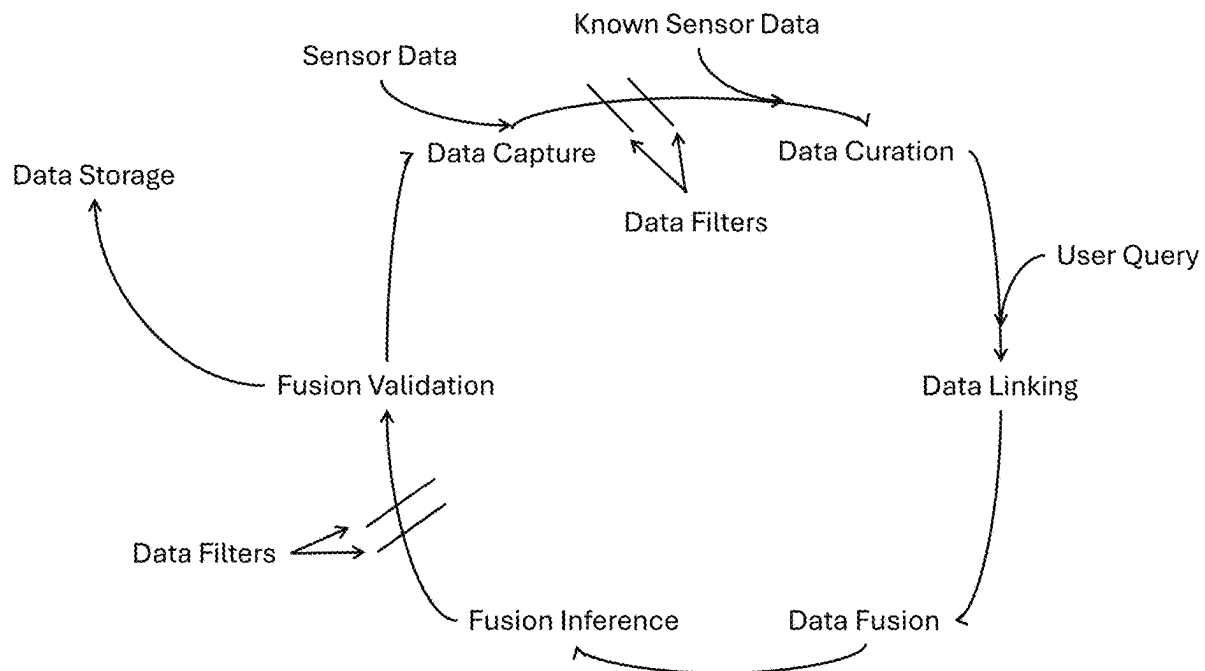 Known Sensor Data
Sensor Data
Data Capture
Data Curation
Data Storage
Data Filters
User Query
Fusion Validation
Data Linking
Data Filters
Fusion Inference
Data Fusion